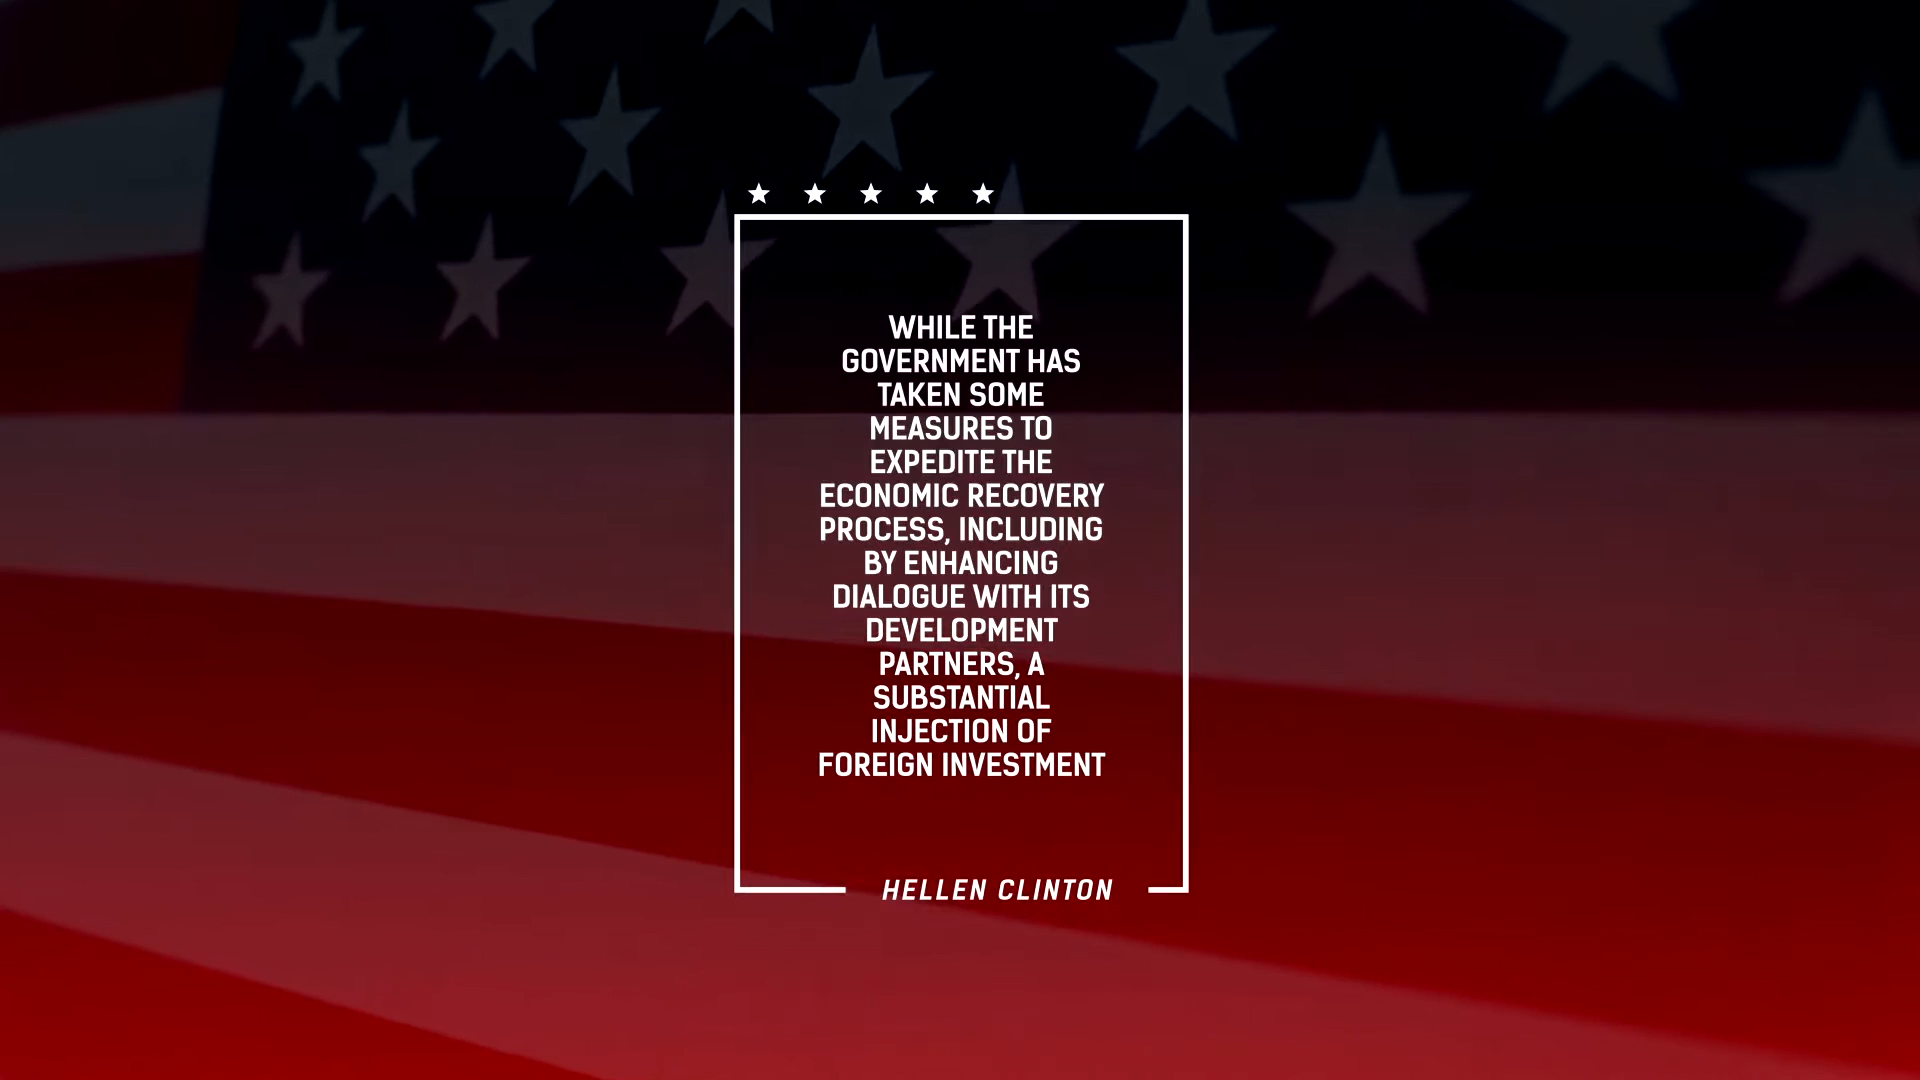 WHILE THE
GOVERNMENT HAS
TAKEN SOME
MEASURES TO
EXPEDITE THE
ECONOMIC RECOVERY
PROCESS, INCLUDING
BY ENHANCING
DIALOGUE WITH ITS
DEVELOPMENT
PARTNERS, A
SUBSTANTIAL
INJECTION OF
FOREIGN INVESTMENT
HELLEN CLINTON